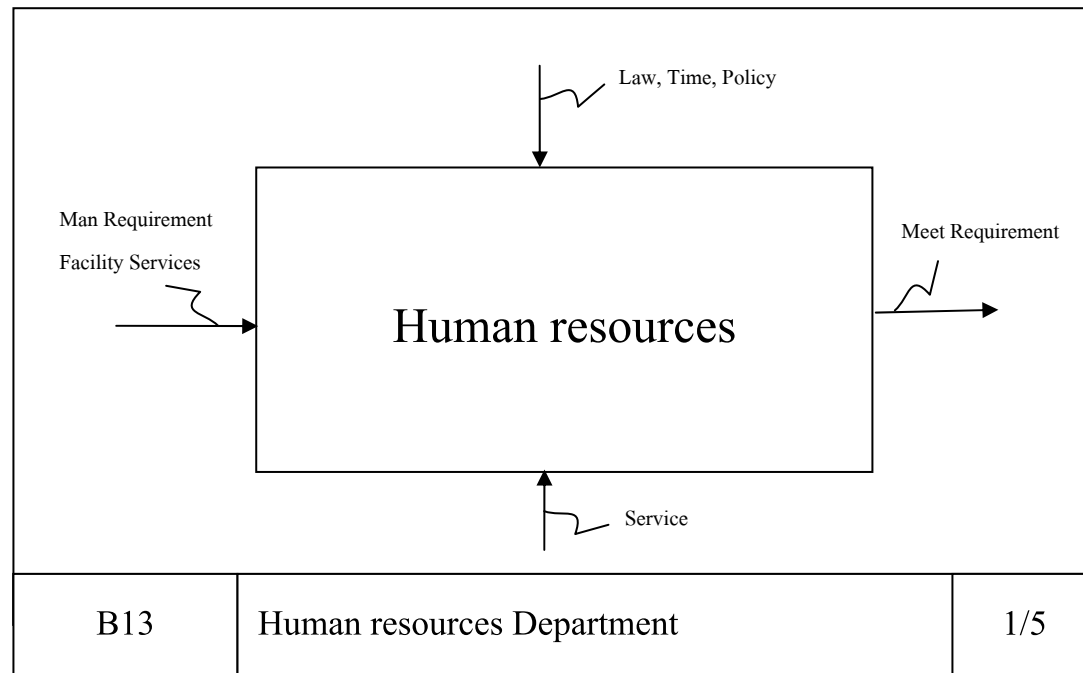 Law, Time, Policy
Man Requirement
Facility Services
Meet Requirement
Human resources
Service
B13
Human resources Department
1/5